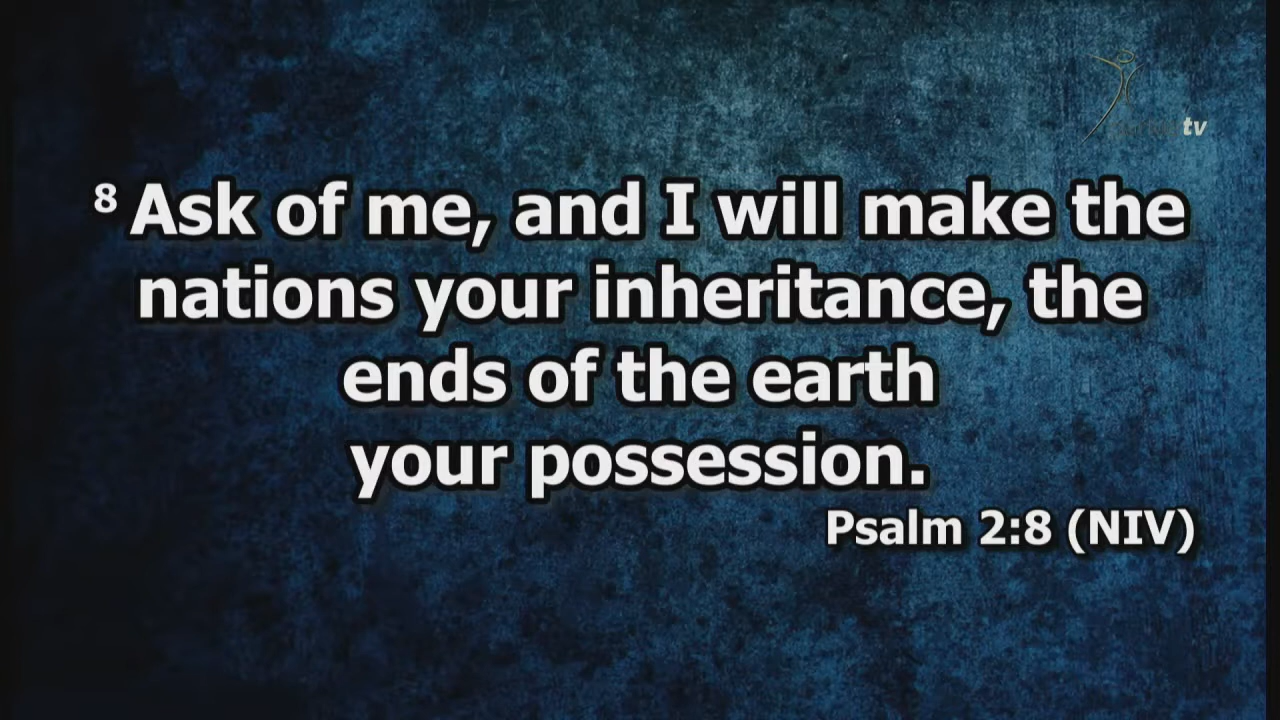 tv
8 Ask of me, and I will make the
nations your inheritance, the
ends of the earth
your possession.
Psalm 2:8 (NIV)